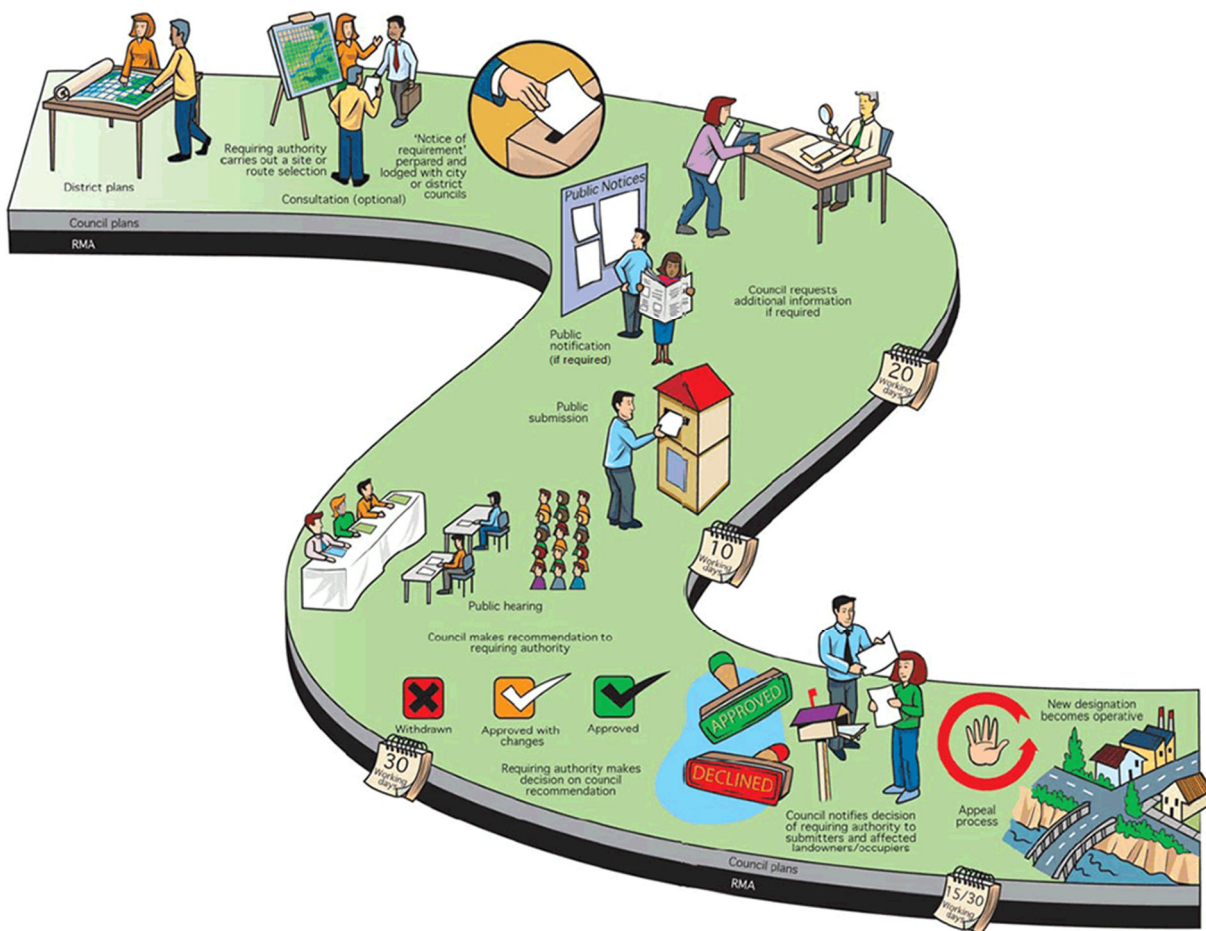 District plans
Requiring authority
carries out a site or
route selection
Consultation (optional)
'Notice of
requirement'
perpared and
lodged with city
or district
councils
Council plans
RMA
Public Notices
Council requests
additional information
if required
Public
notification
(if required)
20
Working
days
Public
submission
10
Working
days
Public hearing
Council makes recommendation to
requiring authority
Withdrawn
Approved with
changes
Approved
30
Working
days
Requiring authority makes
decision on council
recommendation
APPROVED
DECLINED
Council notifies decision
of requiring authority to
submitters and affected
landowners/occupiers
Appeal
process
New designation
becomes operative
Council plans
RMA
15/30
Working
days